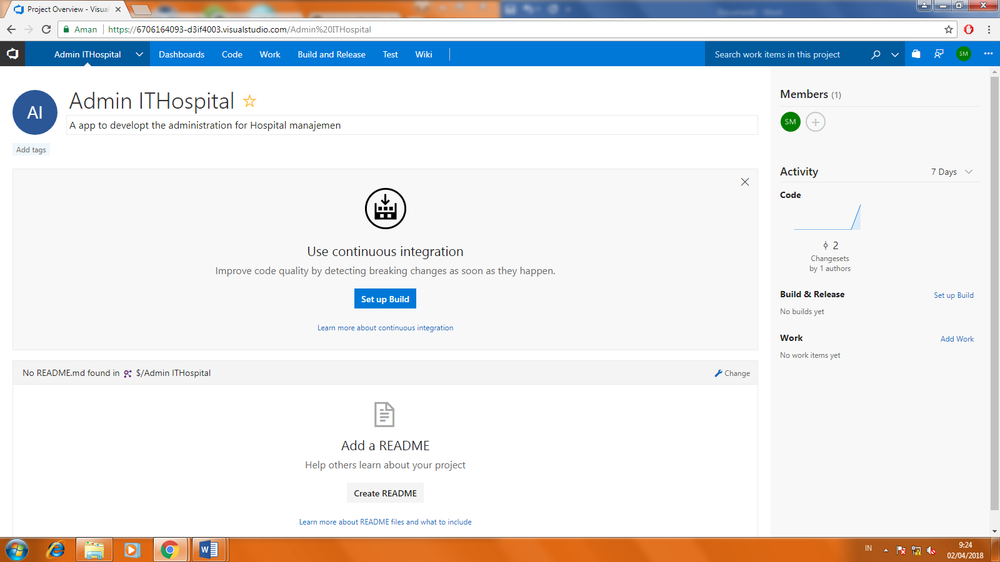 Project Overview - Visual
Aman
https://6706164093-d3if4003.visualstudio.com/Admin%20ITHospital
Admin ITHospital
Dashboards
Code
Work
Build and Release
Test
Wiki
Search work items in this project
SM
AI
Admin ITHospital
A app to developt the administration for Hospital manajemen
Add tags
Use continuous integration
Improve code quality by detecting breaking changes as soon as they happen.
Set up Build
Learn more about continuous integration
No README.md found in $/Admin ITHospital
Change
Add a README
Help others learn about your project
Create README
Learn more about README files and what to include
Members (1)
SM
Activity
7 Days
Code
2
Changesets
by 1 authors
Build & Release
Set up Build
No builds yet
Work
Add Work
No work items yet
IN
9:24
02/04/2018